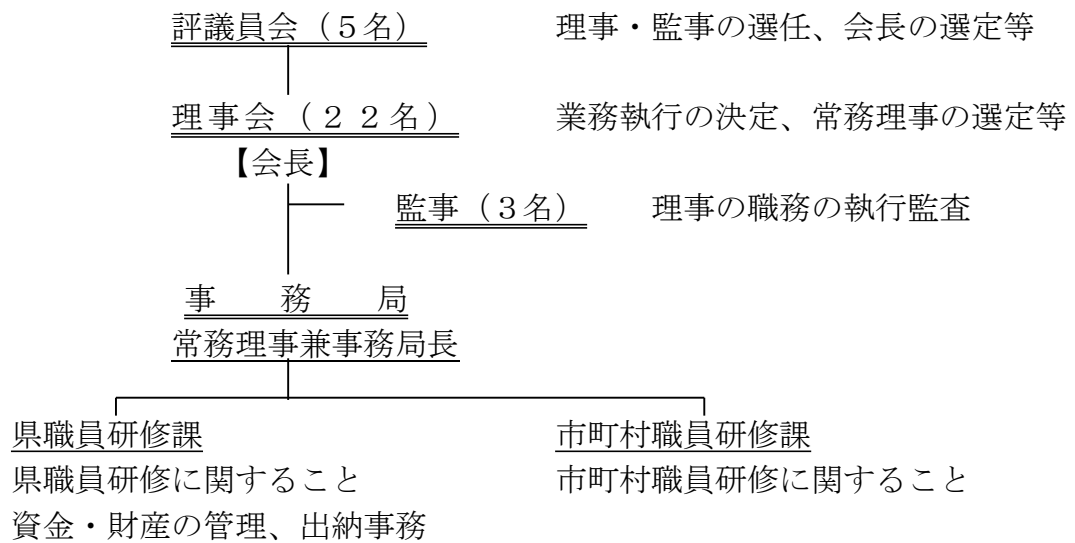 評議員会（５名） 理事・監事の選任、会長の選定等
理事会（２２名） 業務執行の決定、常務理事の選定等
【会長】
監事（３名） 理事の職務の執行監査
事　務　局
常務理事兼事務局長
県職員研修課 市町村職員研修課
県職員研修に関すること 市町村職員研修に関すること
資金・財産の管理、出納事務